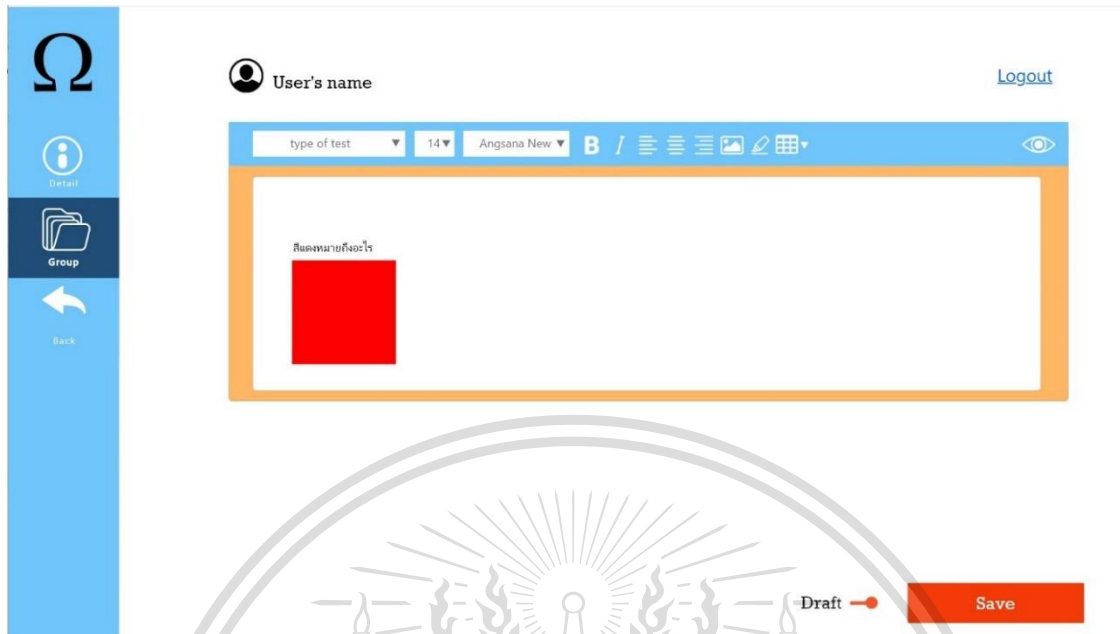 Ω
User's name
Logout
type of test
14
Angsana New
B I
Detail
Group
Back
สีแดงหมายถึงอะไร
Draft
Save